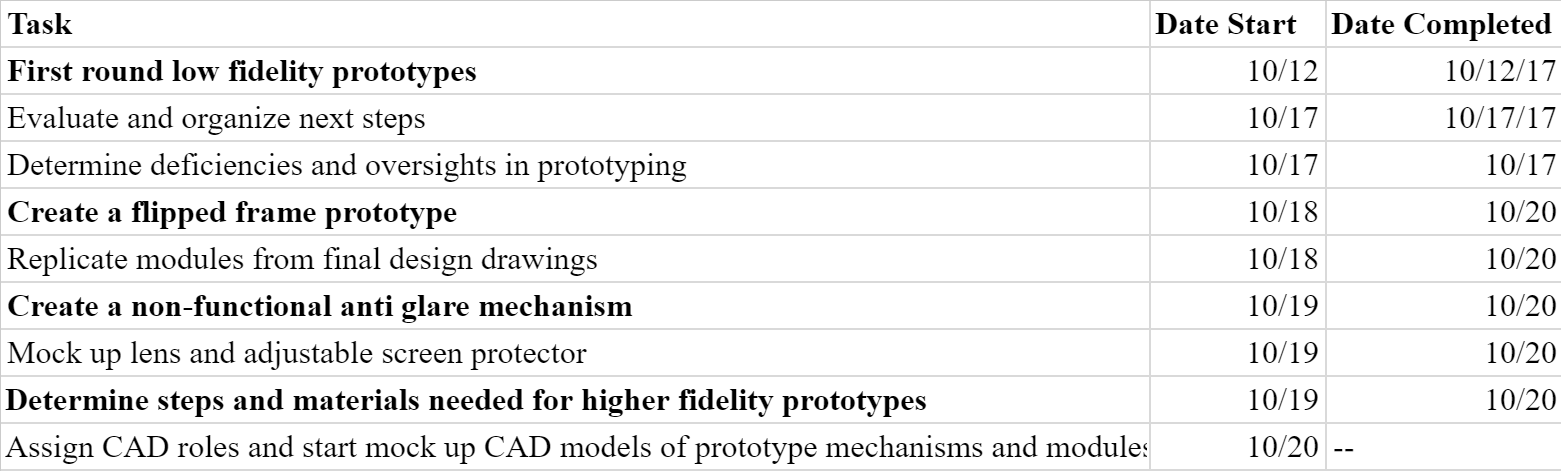 Task Date Start Date Completed
First round low fidelity prototypes 10/12 10/12/17
Evaluate and organize next steps 10/17 10/17/17
Determine deficiencies and oversights in prototyping 10/17 10/17
Create a flipped frame prototype 10/18 10/20
Replicate modules from final design drawings 10/18 10/20
Create a non-functional anti glare mechanism 10/19 10/20
Mock up lens and adjustable screen protector 10/19 10/20
Determine steps and materials needed for higher fidelity prototypes 10/19 10/20
Assign CAD roles and start mock up CAD models of prototype mechanisms and modules 10/20 --